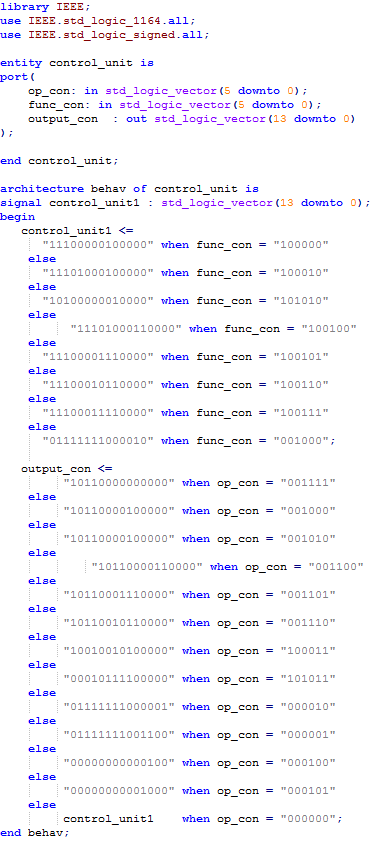 library IEEE;
use IEEE.std_logic_1164.all;
use IEEE.std_logic_signed.all;
entity control_unit is
port(
op_con: in std_logic_vector(5 downto 0);
func_con: in std_logic_vector(5 downto 0);
output_con : out std_logic_vector(13 downto 0)
);
end control_unit;
architecture behav of control_unit is
signal control_unit1 : std_logic_vector(13 downto 0);
begin
control_unit1 <=
"11100000100000" when func_con = "100000"
else
"11101000100000" when func_con = "100010"
else
"10100000010000" when func_con = "101010"
else
"11101000110000" when func_con = "100100"
else
"11100001110000" when func_con = "100101"
else
"11100010110000" when func_con = "100110"
else
"11100011110000" when func_con = "100111"
else
"01111111000010" when func_con = "001000";
output_con <=
"10110000000000" when op_con = "001111"
else
"10110000100000" when op_con = "001000"
else
"10110000100000" when op_con = "001010"
else
"10110000110000" when op_con = "001100"
else
"10110001110000" when op_con = "001101"
else
"10110010110000" when op_con = "001110"
else
"10010010100000" when op_con = "100011"
else
"00010111100000" when op_con = "101011"
else
"01111111000001" when op_con = "000010"
else
"01111111001100" when op_con = "000001"
else
"00000000000100" when op_con = "000100"
else
"00000000001000" when op_con = "000101"
else
control_unit1 when op_con = "000000";
end behav;